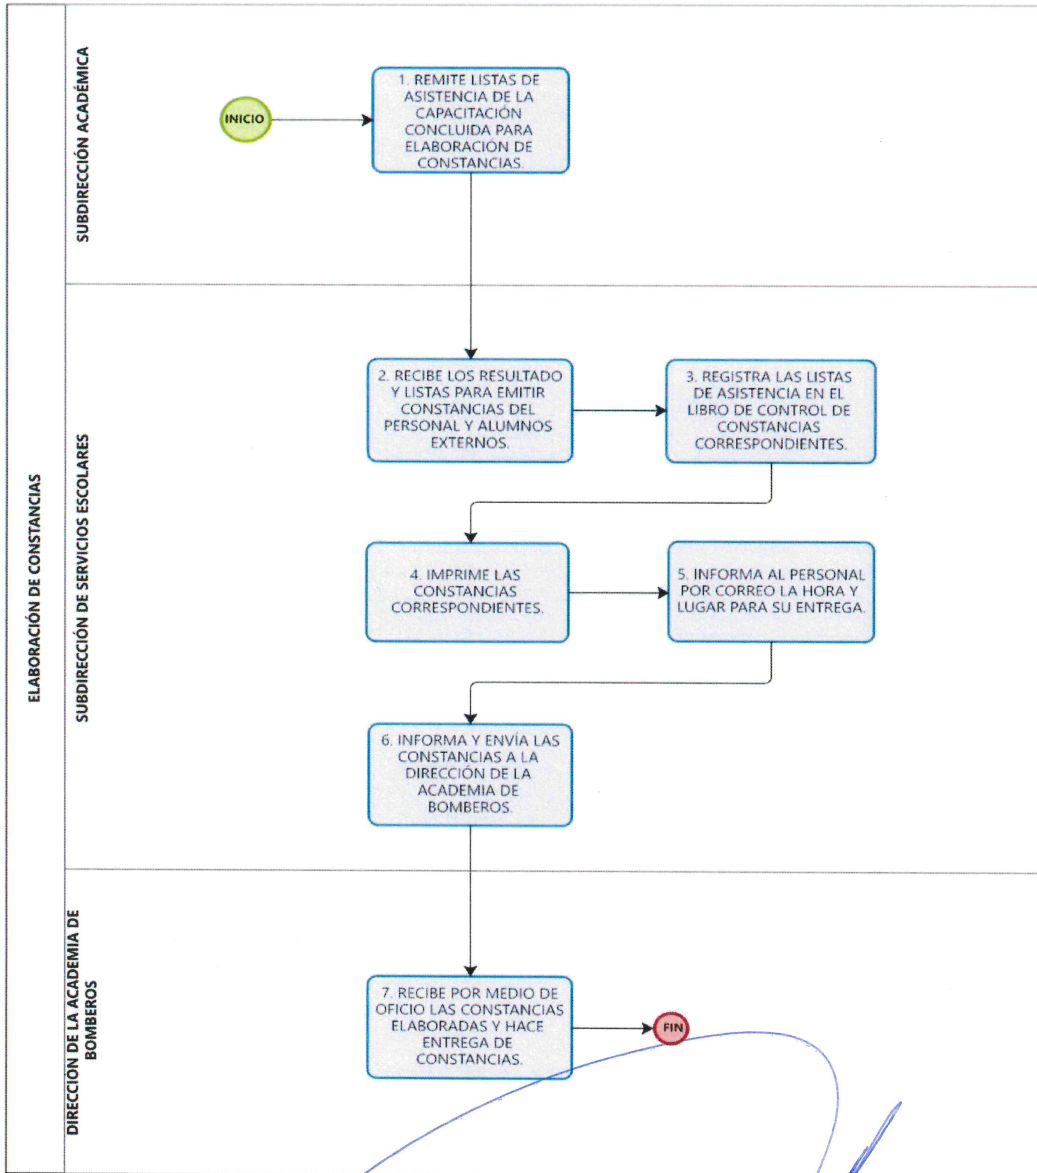 ELABORACIÓN DE CONSTANCIAS
SUBDIRECCIÓN ACADÉMICA
INICIO
1. REMITE LISTAS DE
ASISTENCIA DE LA
CAPACITACIÓN
CONCLUIDA PARA
ELABORACIÓN DE
CONSTANCIAS.
SUBDIRECCIÓN DE SERVICIOS ESCOLARES
2. RECIBE LOS RESULTADO
Y LISTAS PARA EMITIR
CONSTANCIAS DEL
PERSONAL Y ALUMNOS
EXTERNOS.
3. REGISTRA LAS LISTAS
DE ASISTENCIA EN EL
LIBRO DE CONTROL DE
CONSTANCIAS
CORRESPONDIENTES.
4. IMPRIME LAS
CONSTANCIAS
CORRESPONDIENTES.
5. INFORMA AL PERSONAL
POR CORREO LA HORA Y
LUGAR PARA SU ENTREGA.
6. INFORMA Y ENVÍA LAS
CONSTANCIAS A LA
DIRECCIÓN DE LA
ACADEMIA DE
BOMBEROS.
DIRECCIÓN DE LA ACADEMIA DE
BOMBEROS
7. RECIBE POR MEDIO DE
OFICIO LAS CONSTANCIAS
ELABORADAS Y HACE
ENTREGA DE
CONSTANCIAS.
FIN